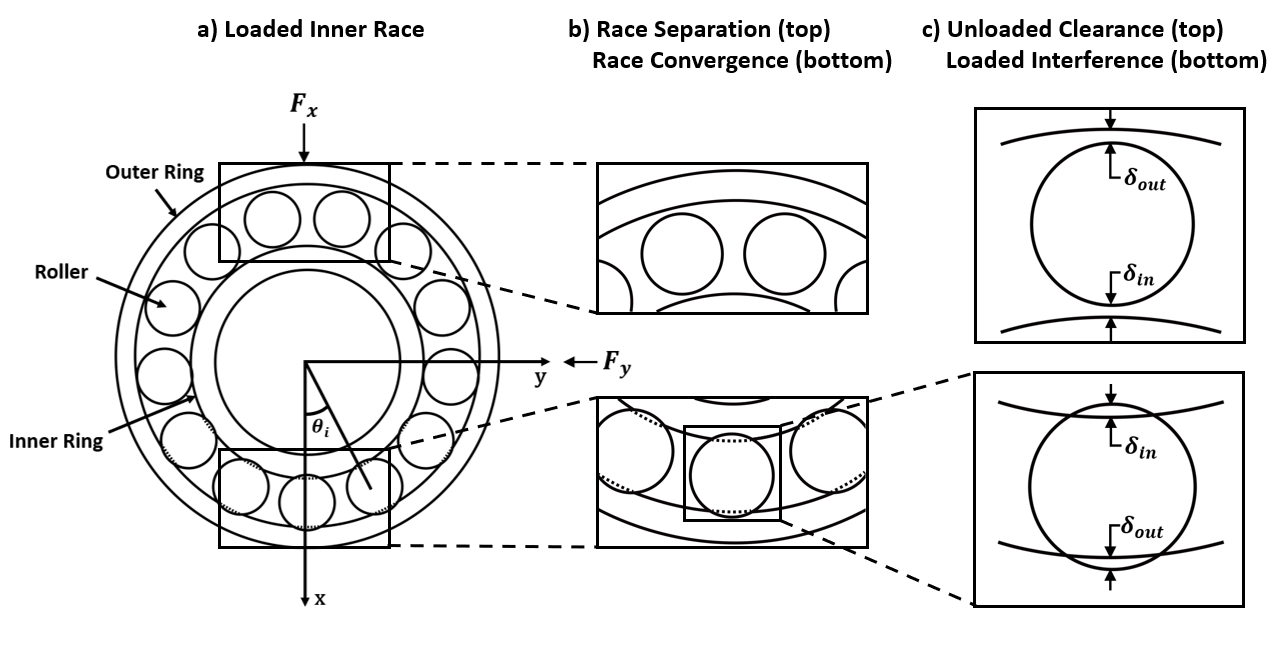 a) Loaded Inner Race
b) Race Separation (top)
Race Convergence (bottom)
c) Unloaded Clearance (top)
Loaded Interference (bottom)
F_x
Outer Ring
Roller
Inner Ring
θ_i
y
F_y
x
δ_out
δ_in
δ_in
δ_out